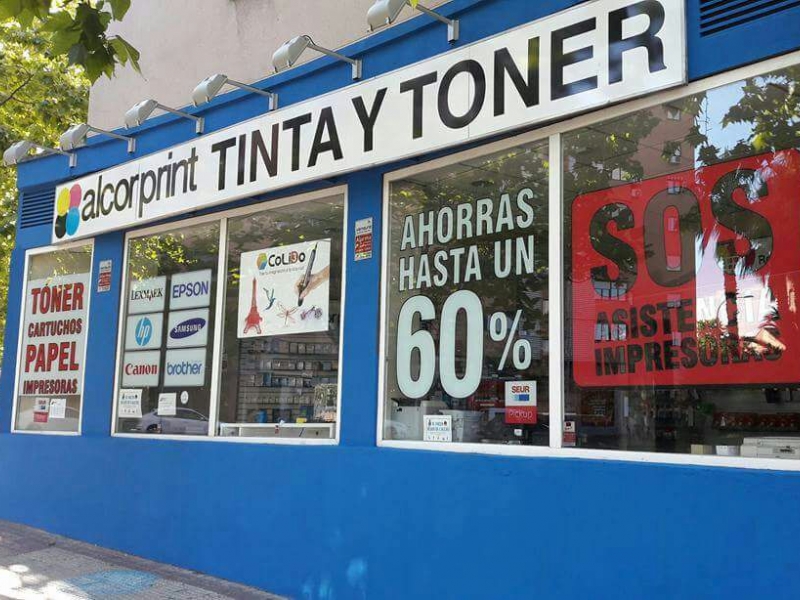 alcorprint TINTA Y TONER
TÓNER
CARTUCHOS
PAPEL
IMPRESORAS
LEXMARK
EPSON
hp
SAMSUNG
Canon
brother
CoLiDo
AHORRAS
HASTA UN
60%
SEUR
PICKUP
SOS
ASISTENCIA
IMPRESORAS